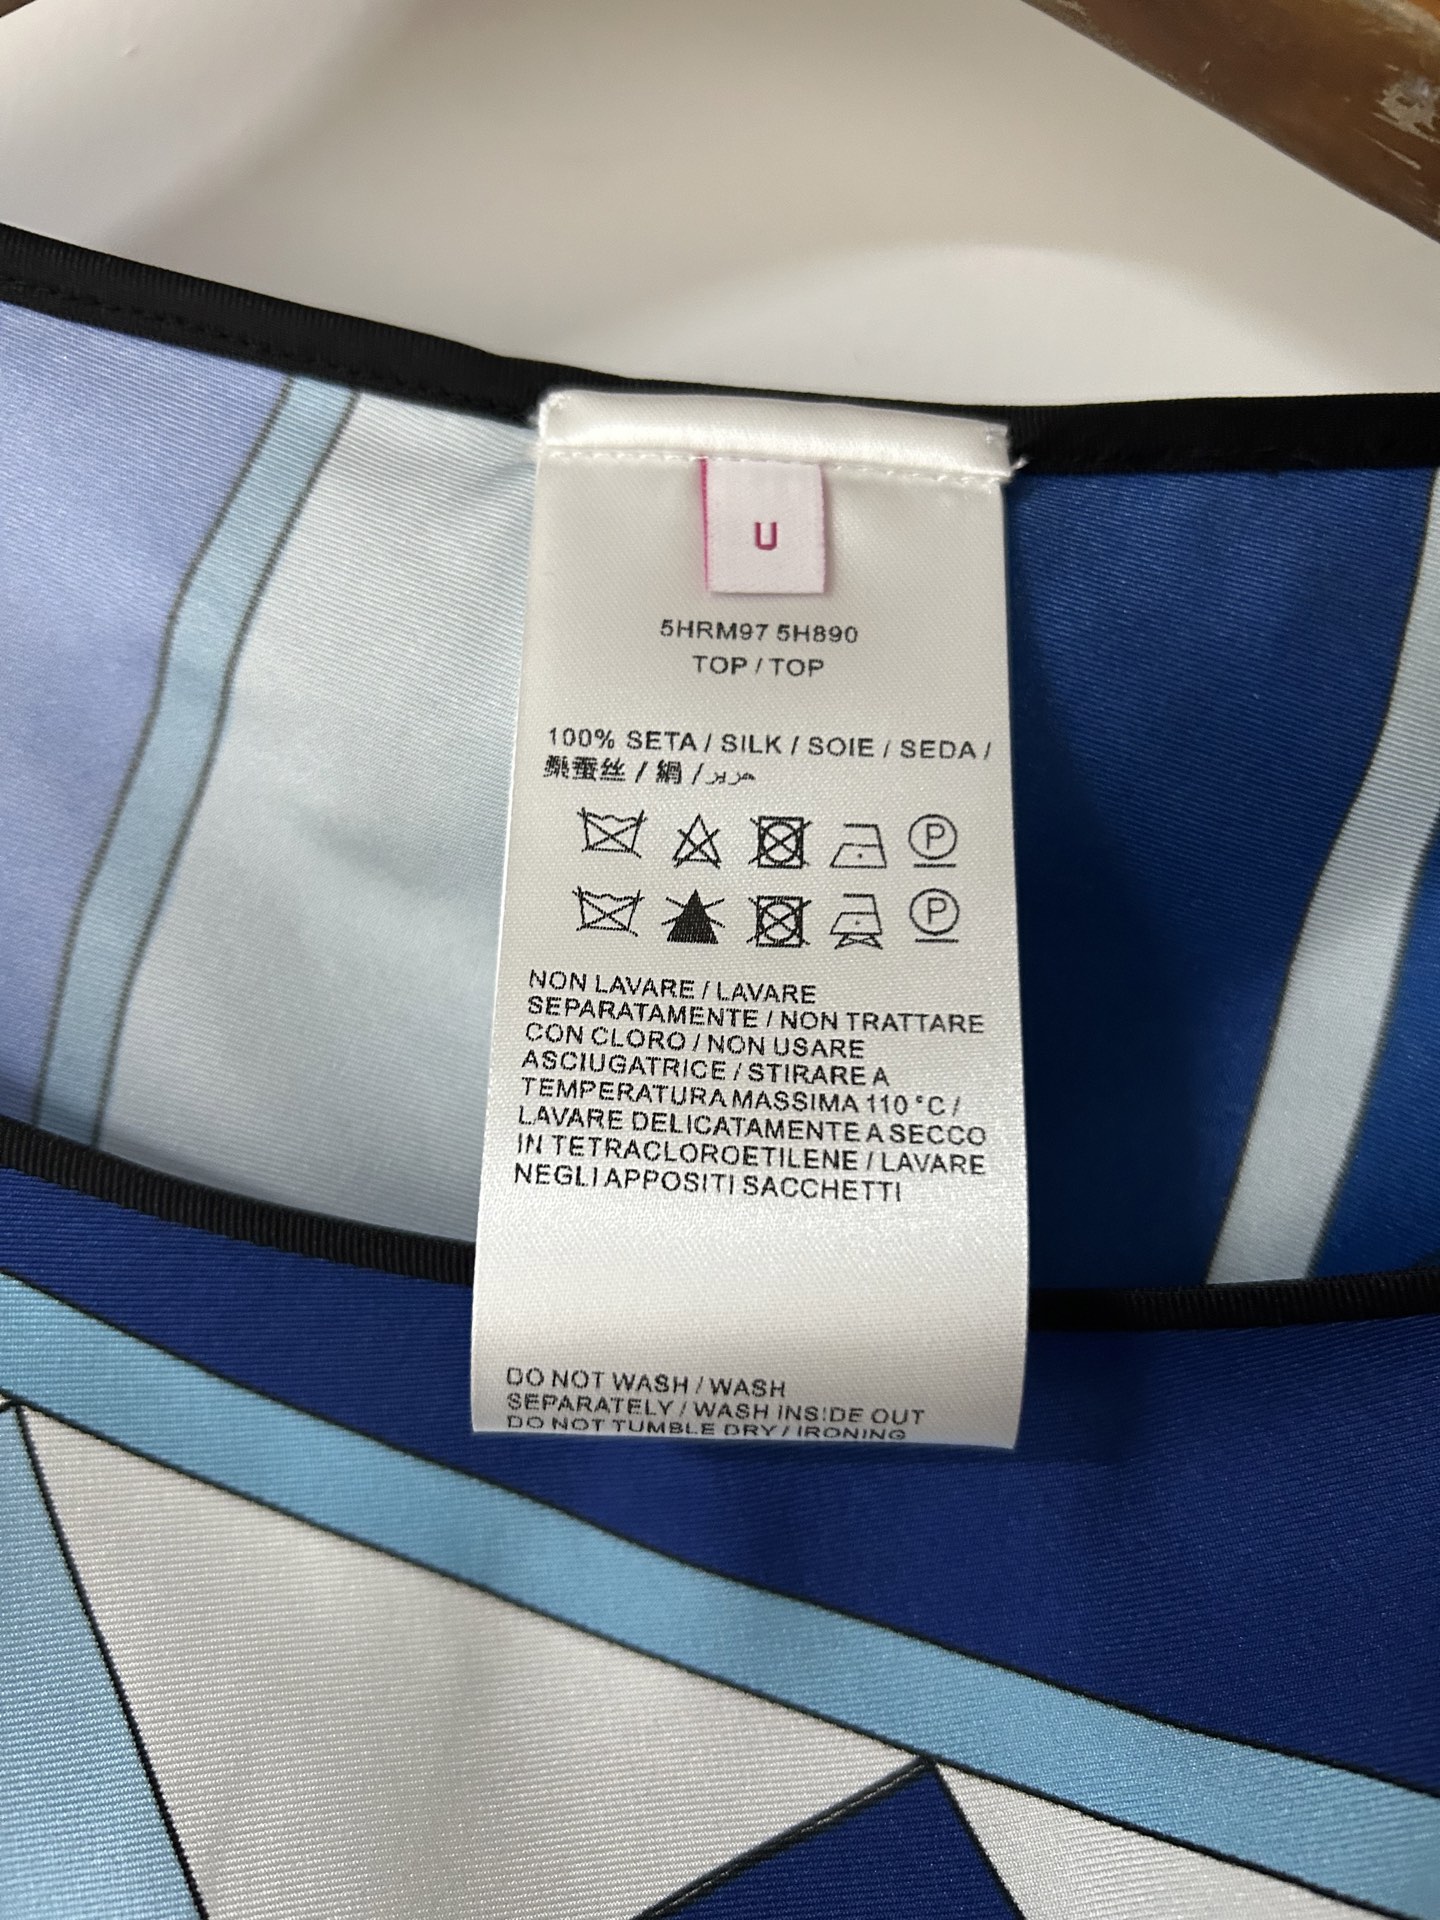 U
5HRM97 5H890
TOP / TOP
100% SETA / SILK / SOIE / SEDA /
桑蚕丝 / 絹 / حرير
NON LAVARE / LAVARE
SEPARATAMENTE / NON TRATTARE
CON CLORO / NON USARE
ASCIUGATRICE / STIRARE A
TEMPERATURA MASSIMA 110 °C /
LAVARE DELICATAMENTE A SECCO
IN TETRACLOROETILENE / LAVARE
NEGLI APPOSITI SACCHETTI
DO NOT WASH / WASH
SEPARATELY / WASH INSIDE OUT
DO NOT TUMBLE DRY / IRONING